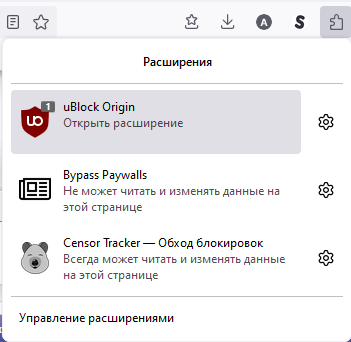 A
S
Расширения
1
uBlock Origin
Открыть расширение
Bypass Paywalls
Не может читать и изменять данные на
этой странице
Censor Tracker — Обход блокировок
Всегда может читать и изменять данные
на этой странице
Управление расширениями